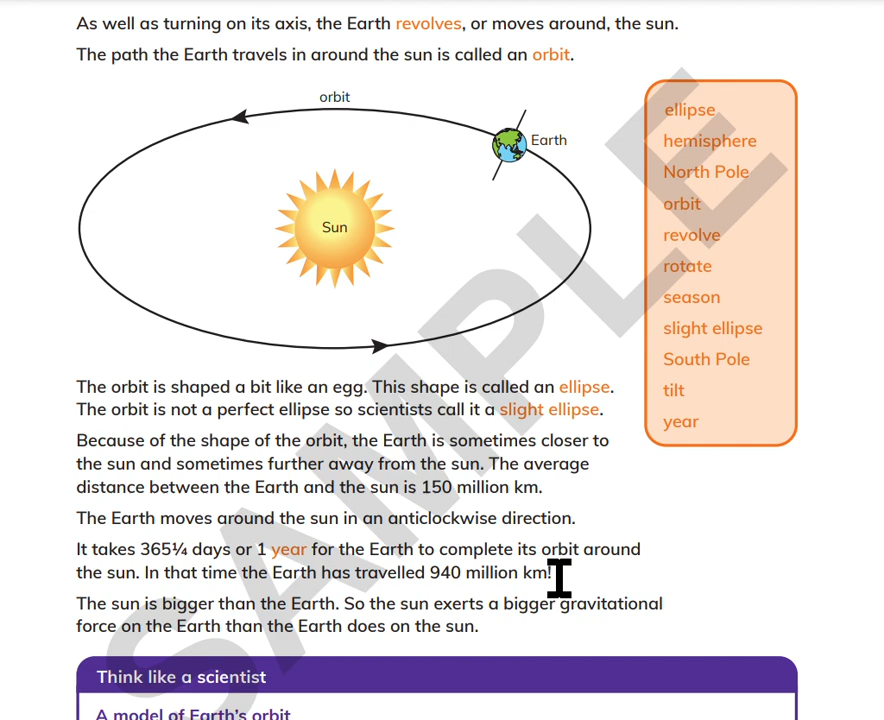 As well as turning on its axis, the Earth revolves, or moves around, the sun.
The path the Earth travels in around the sun is called an orbit.
orbit
Earth
Sun
ellipse
hemisphere
North Pole
orbit
revolve
rotate
season
slight ellipse
South Pole
tilt
year
The orbit is shaped a bit like an egg. This shape is called an ellipse.
The orbit is not a perfect ellipse so scientists call it a slight ellipse.
Because of the shape of the orbit, the Earth is sometimes closer to
the sun and sometimes further away from the sun. The average
distance between the Earth and the sun is 150 million km.
The Earth moves around the sun in an anticlockwise direction.
It takes 365¼ days or 1 year for the Earth to complete its orbit around
the sun. In that time the Earth has travelled 940 million km!
The sun is bigger than the Earth. So the sun exerts a bigger gravitational
force on the Earth than the Earth does on the sun.
Think like a scientist
A model of Earth's orbit
SAMPLE